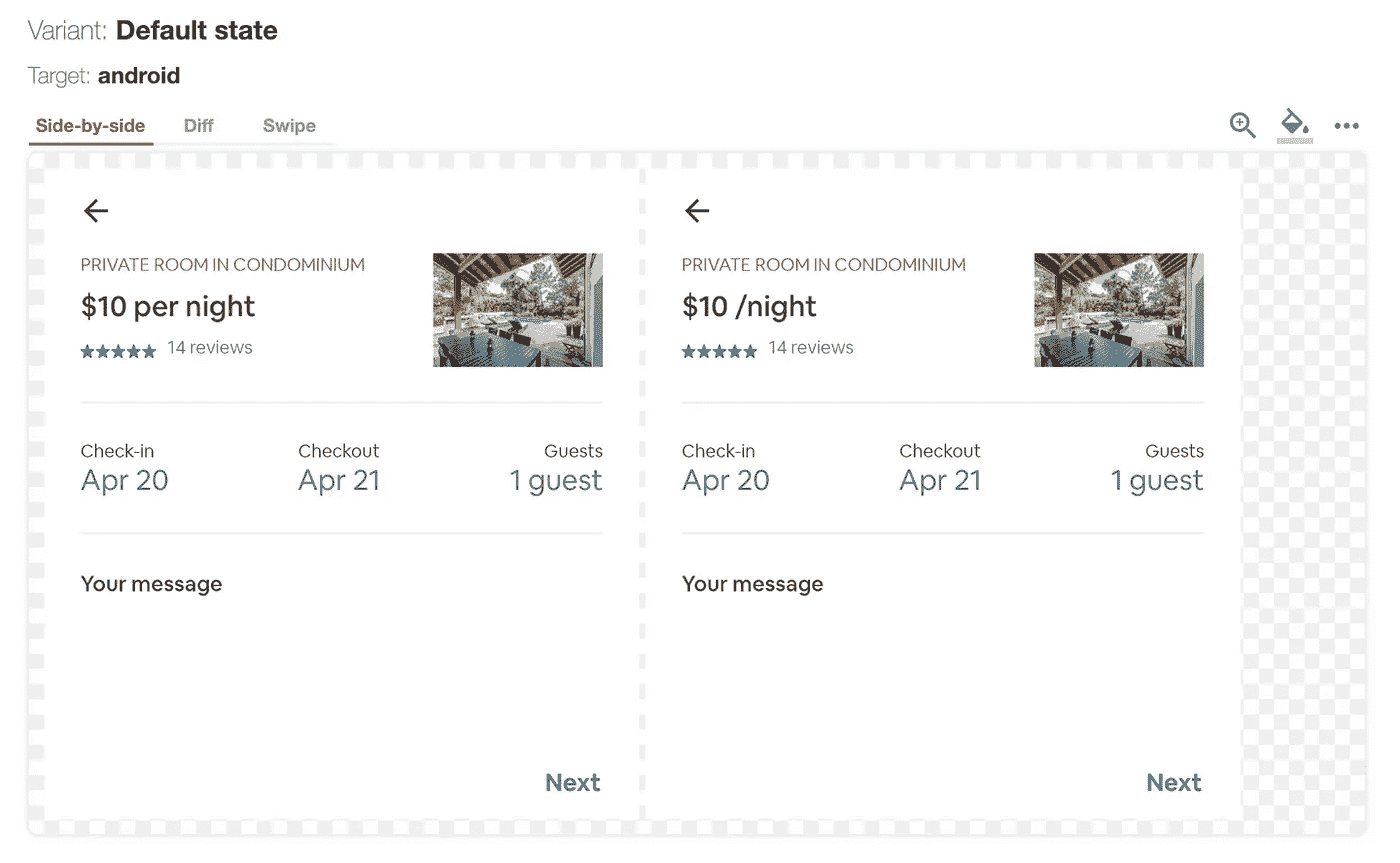 Variant: Default state
Target: android
Side-by-side Diff Swipe
PRIVATE ROOM IN CONDOMINIUM
$10 per night
14 reviews
Check-in Checkout Guests
Apr 20 Apr 21 1 guest
Your message
Next
PRIVATE ROOM IN CONDOMINIUM
$10 /night
14 reviews
Check-in Checkout Guests
Apr 20 Apr 21 1 guest
Your message
Next